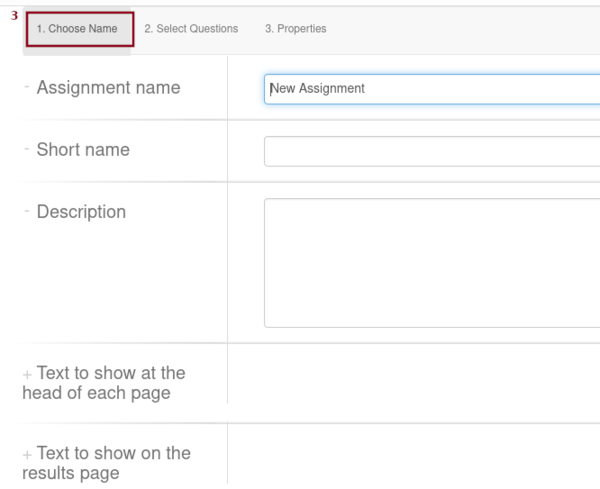 3
1. Choose Name 2. Select Questions 3. Properties
- Assignment name
New Assignment
- Short name
- Description
+ Text to show at the
head of each page
+ Text to show on the
results page